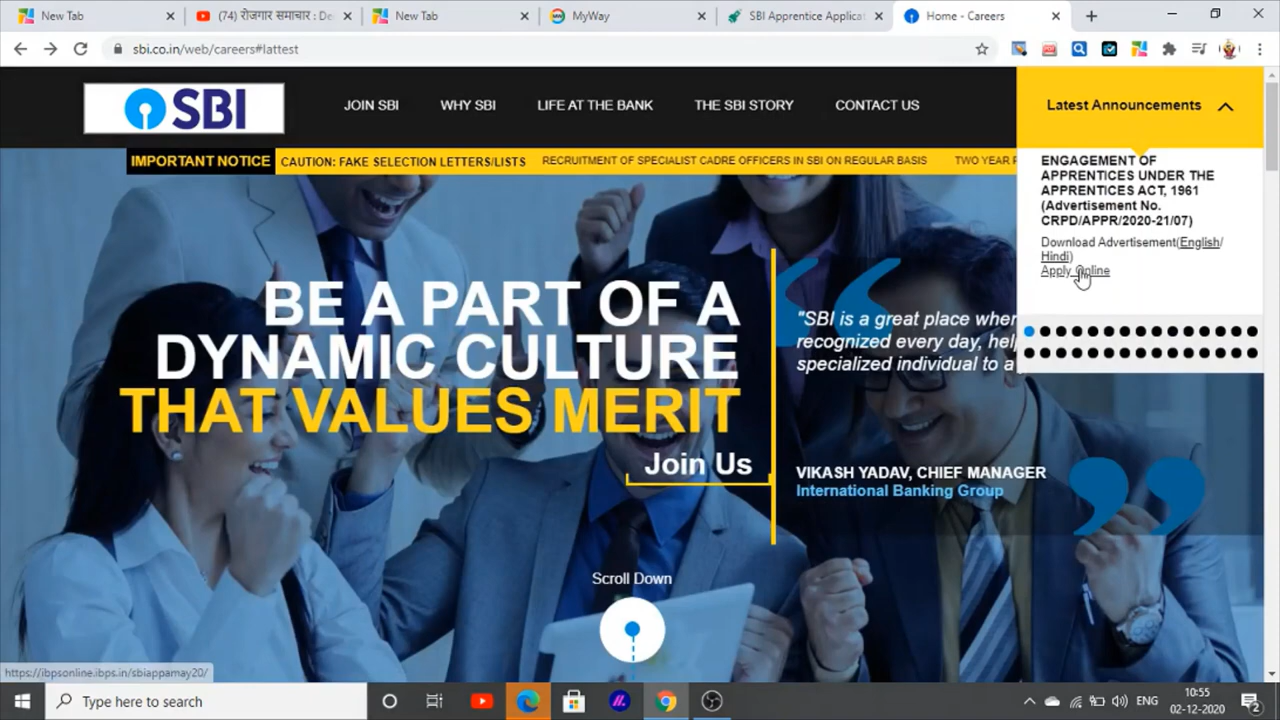 New Tab
(74) रोजगार समाचार : De
New Tab
MyWay
SBI Apprentice Applicat
Home - Careers
sbi.co.in/web/careers#lattest
SBI
JOIN SBI
WHY SBI
LIFE AT THE BANK
THE SBI STORY
CONTACT US
Latest Announcements
IMPORTANT NOTICE
CAUTION: FAKE SELECTION LETTERS/LISTS
RECRUITMENT OF SPECIALIST CADRE OFFICERS IN SBI ON REGULAR BASIS
TWO YEAR
ENGAGEMENT OF
APPRENTICES UNDER THE
APPRENTICES ACT, 1961
(Advertisement No.
CRPD/APPR/2020-21/07)
Download Advertisement(English/
Hindi)
Apply Online
BE A PART OF A
DYNAMIC CULTURE
THAT VALUES MERIT
Join Us
"SBI is a great place wher
recognized every day, help
specialized individual to a
VIKASH YADAV, CHIEF MANAGER
International Banking Group
Scroll Down
https://ibpsonline.ibps.in/sbiappamay20/
Type here to search
ENG
10:55
02-12-2020
2